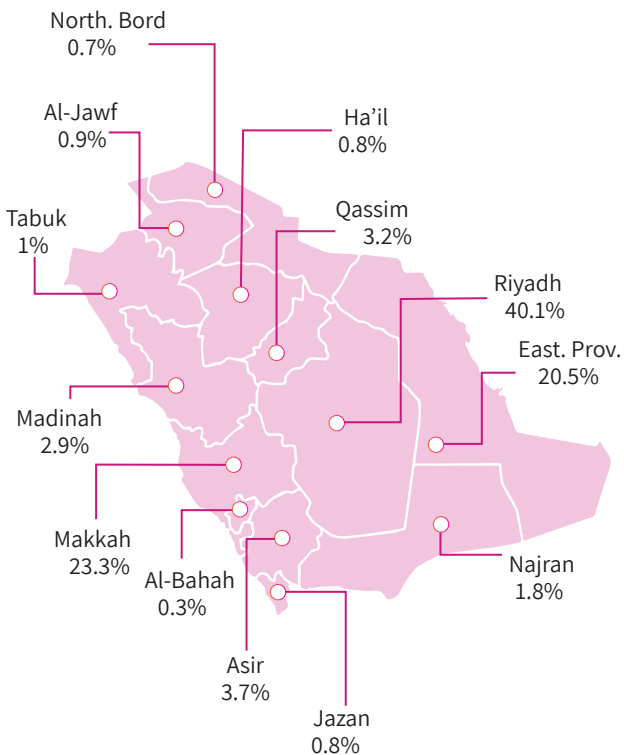 North. Bord
0.7%
Al-Jawf
0.9%
Ha’il
0.8%
Tabuk
1%
Qassim
3.2%
Riyadh
40.1%
East. Prov.
20.5%
Madinah
2.9%
Makkah
23.3%
Al-Bahah
0.3%
Najran
1.8%
Asir
3.7%
Jazan
0.8%